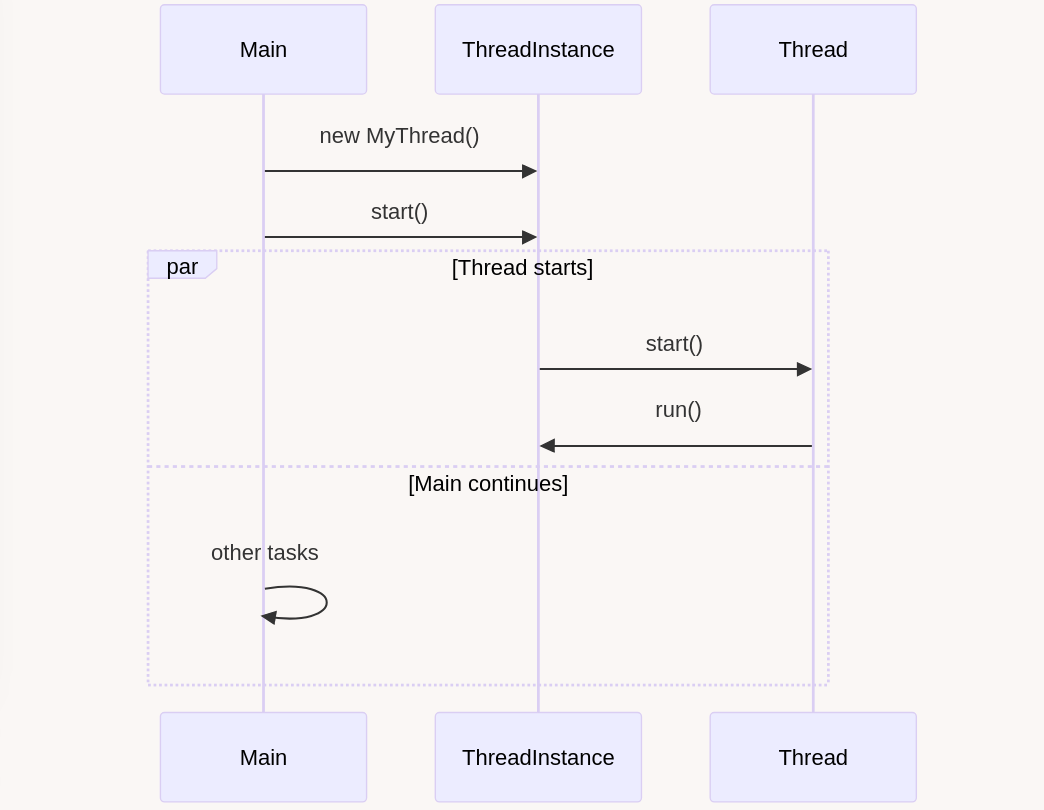 Main
ThreadInstance
Thread
new MyThread()
start()
par
[Thread starts]
start()
run()
[Main continues]
other tasks
Main
ThreadInstance
Thread